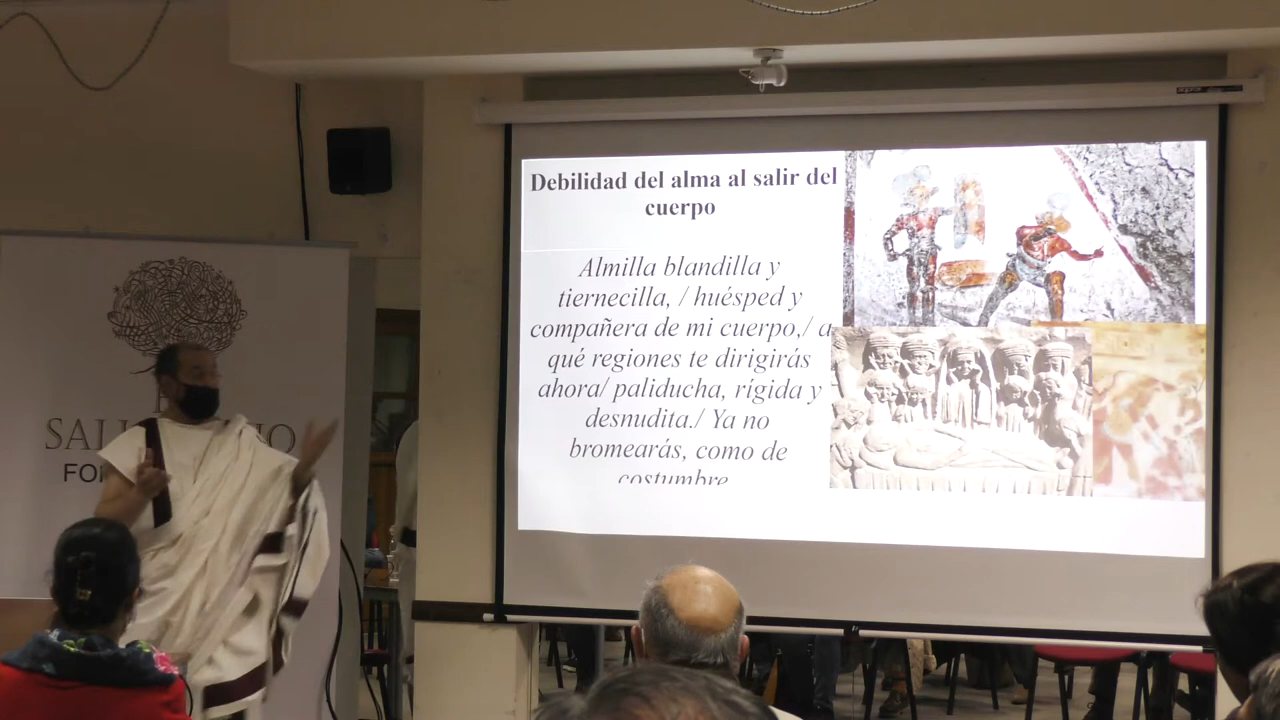 Debilidad del alma al salir del
cuerpo
Almilla blandilla y
tiernecilla, / huésped y
compañera de mi cuerpo,/ a
qué regiones te dirigirás
ahora/ paliducha, rígida y
desnudita./ Ya no
bromearás, como de
costumbre